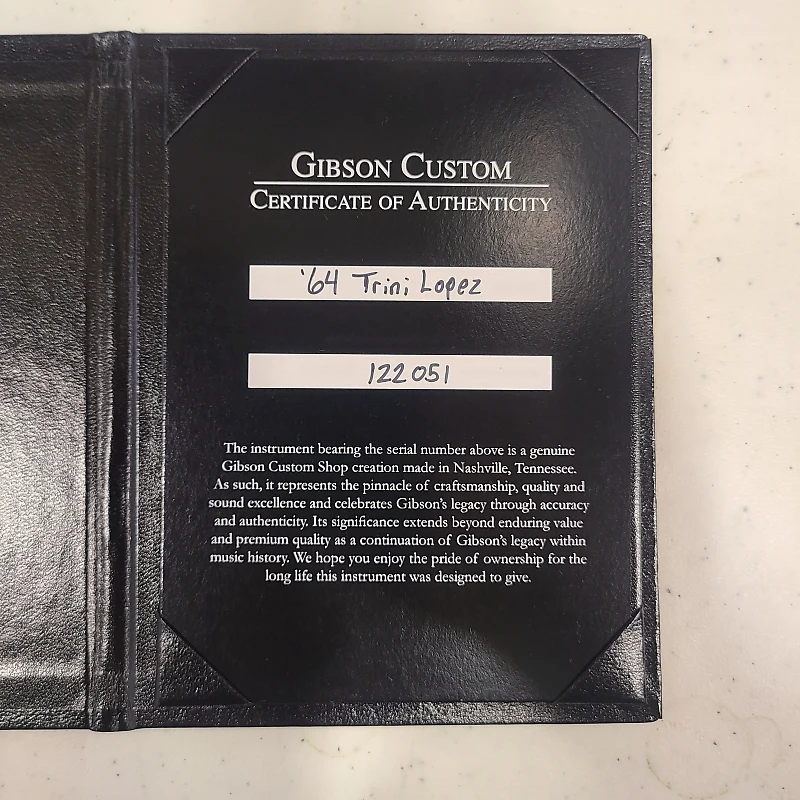 GIBSON CUSTOM
CERTIFICATE OF AUTHENTICITY
'64 Trini Lopez
122051
The instrument bearing the serial number above is a genuine
Gibson Custom Shop creation made in Nashville, Tennessee.
As such, it represents the pinnacle of craftsmanship, quality and
sound excellence and celebrates Gibson's legacy through accuracy
and authenticity. Its significance extends beyond enduring value
and premium quality as a continuation of Gibson's legacy within
music history. We hope you enjoy the pride of ownership for the
long life this instrument was designed to give.